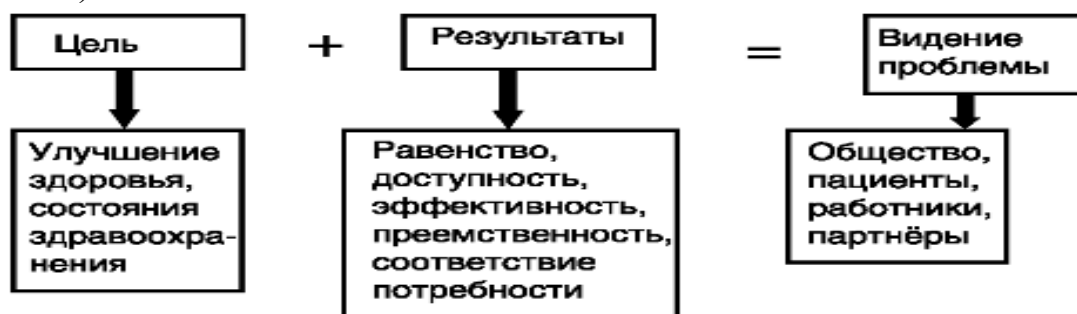 Цель
+
Результаты
=
Видение
проблемы
Улучшение
здоровья,
состояния
здравоохра-
нения
Равенство,
доступность,
эффективность,
преемственность,
соответствие
потребности
Общество,
пациенты,
работники,
партнёры